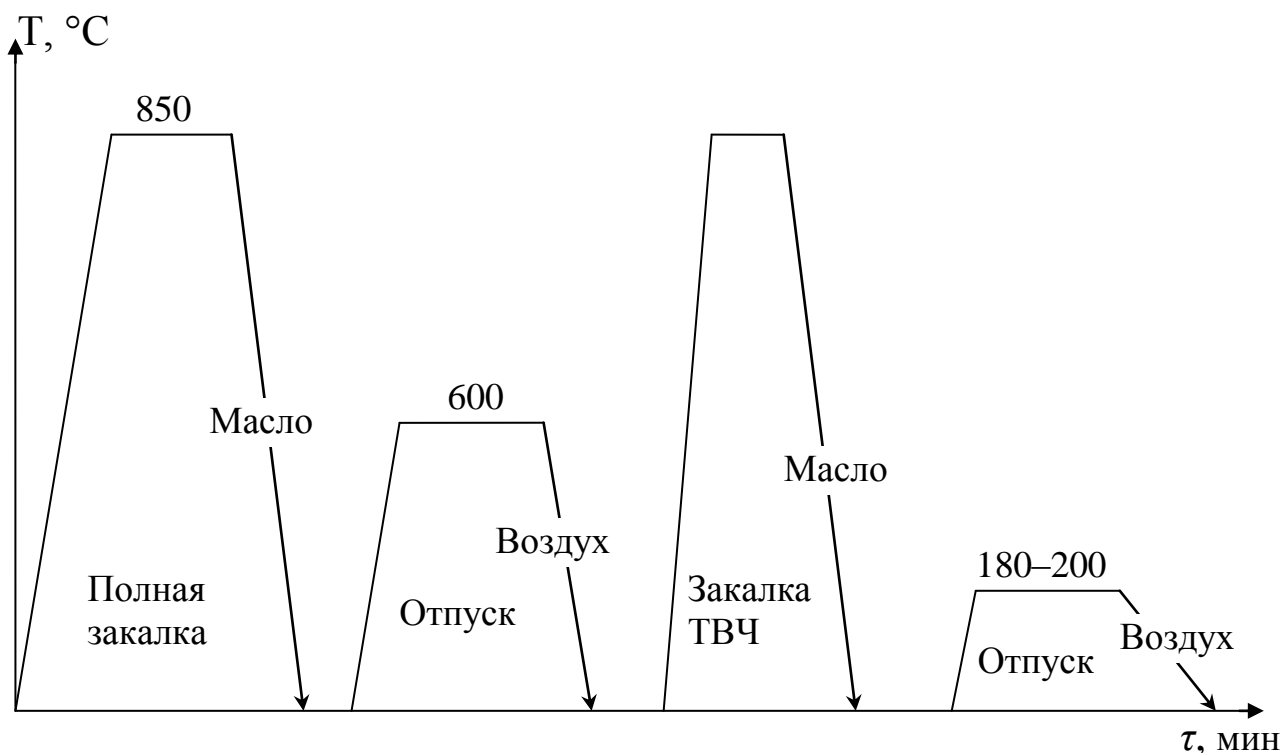 T, °C
850
Масло
Полная
закалка
600
Воздух
Отпуск
Масло
Закалка
ТВЧ
180–200
Воздух
Отпуск
τ, мин